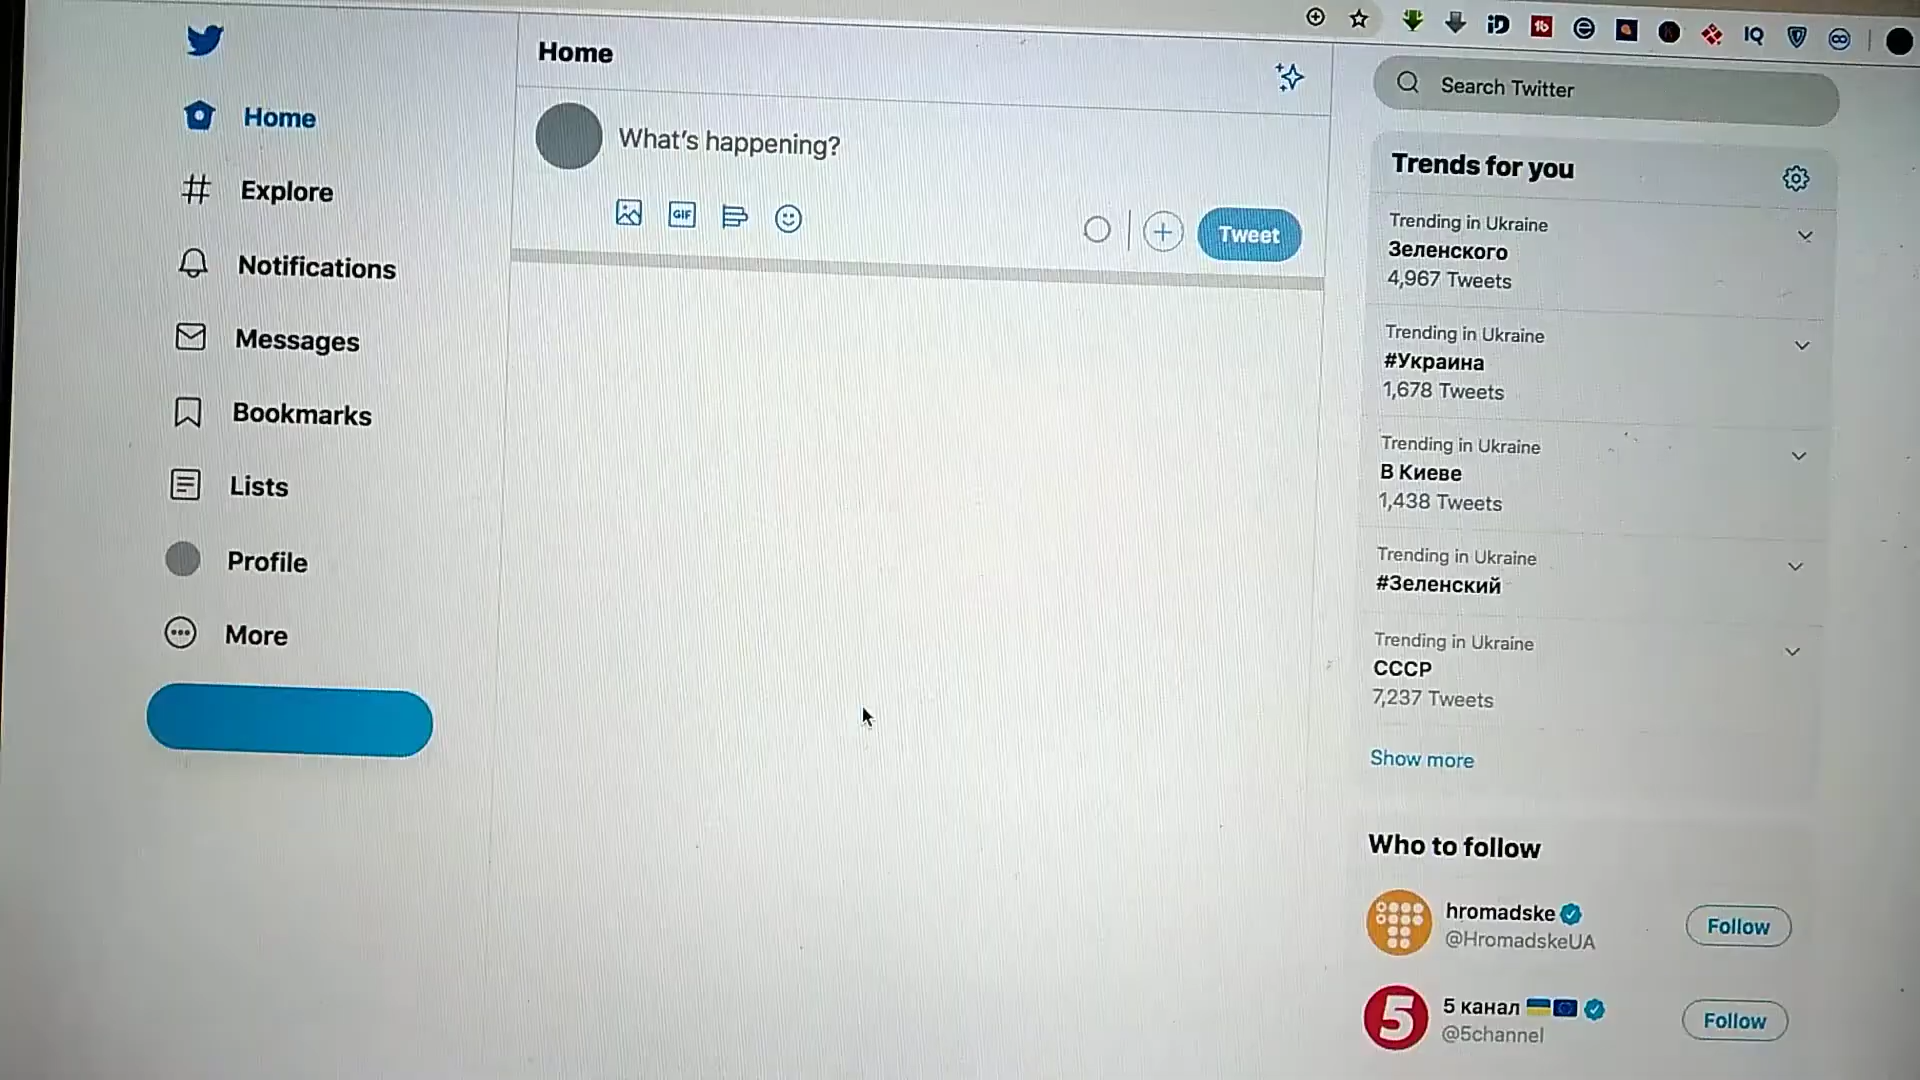 Home
Explore
Notifications
Messages
Bookmarks
Lists
Profile
More
Home
What's happening?
GIF
Tweet
iD
IQ
Search Twitter
Trends for you
Trending in Ukraine
Зеленского
4,967 Tweets
Trending in Ukraine
#Украина
1,678 Tweets
Trending in Ukraine
В Киеве
1,438 Tweets
Trending in Ukraine
#Зеленский
Trending in Ukraine
СССР
7,237 Tweets
Show more
Who to follow
hromadske
@HromadskeUA
Follow
5
5 канал
@5channel
Follow